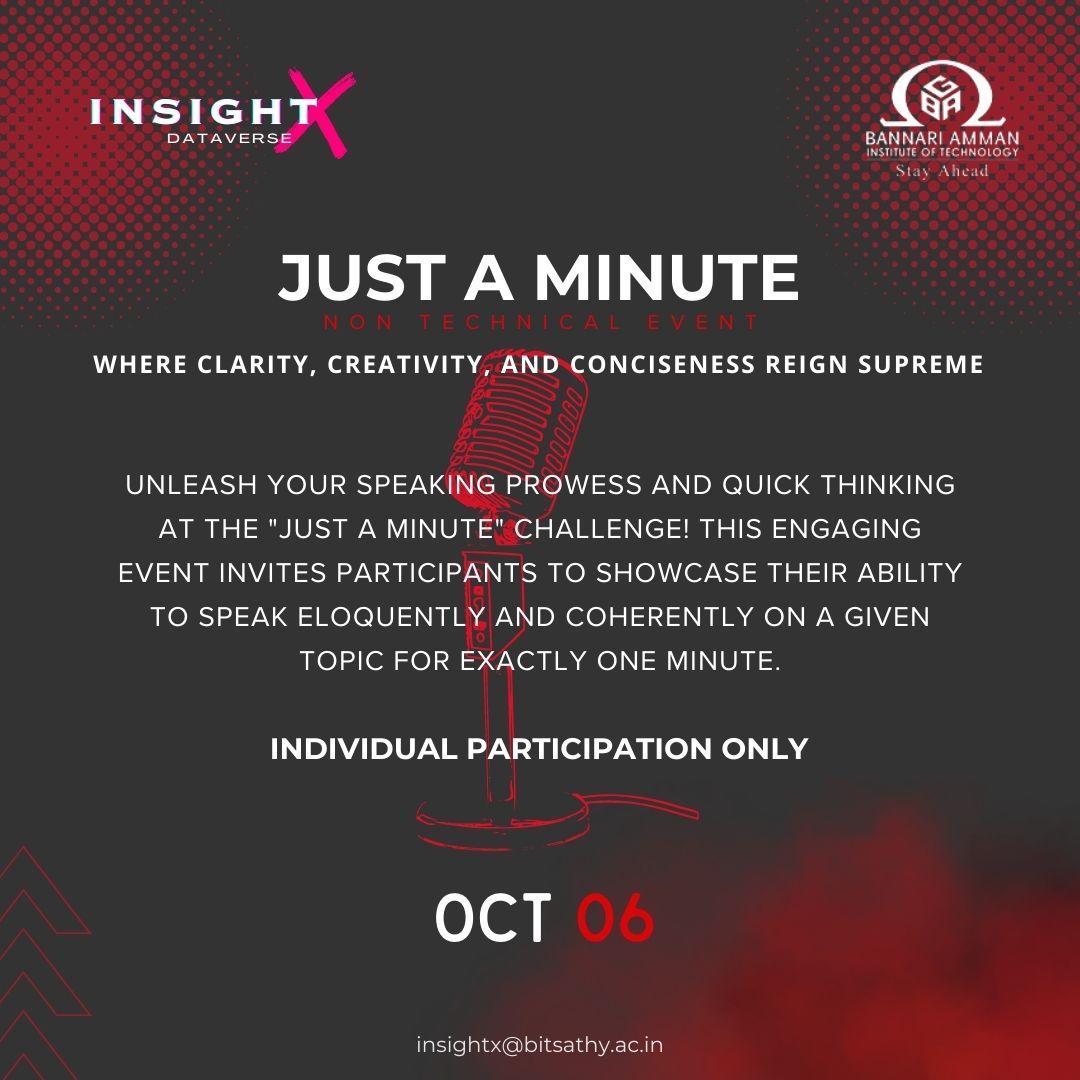 INSIGHTX
DATAVERSE
GBA
BANNARI AMMAN
INSTITUTE OF TECHNOLOGY
Stay Ahead
JUST A MINUTE
NON TECHNICAL EVENT
WHERE CLARITY, CREATIVITY, AND CONCISENESS REIGN SUPREME
UNLEASH YOUR SPEAKING PROWESS AND QUICK THINKING
AT THE "JUST A MINUTE" CHALLENGE! THIS ENGAGING
EVENT INVITES PARTICIPANTS TO SHOWCASE THEIR ABILITY
TO SPEAK ELOQUENTLY AND COHERENTLY ON A GIVEN
TOPIC FOR EXACTLY ONE MINUTE.
INDIVIDUAL PARTICIPATION ONLY
OCT 06
insightx@bitsathy.ac.in